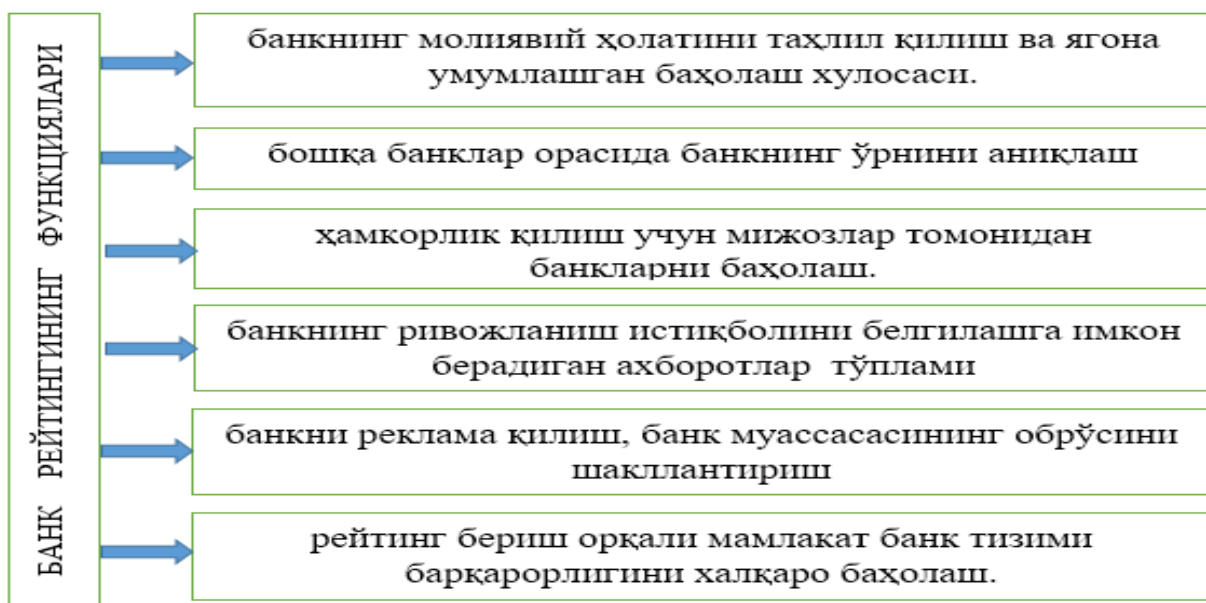 БАНК РЕЙТИНГИНИНГ ФУНКЦИЯЛАРИ
банкнинг молиявий ҳолатини таҳлил қилиш ва ягона
умумлашган баҳолаш хулосаси.
бошқа банклар орасида банкнинг ўрнини аниқлаш
ҳамкорлик қилиш учун мижозлар томонидан
банкларни баҳолаш.
банкнинг ривожланиш истиқболини белгилашга имкон
берадиган ахборотлар тўплами
банкни реклама қилиш, банк муассасасининг обрўсини
шакллантириш
рейтинг бериш орқали мамлакат банк тизими
барқарорлигини халқаро баҳолаш.